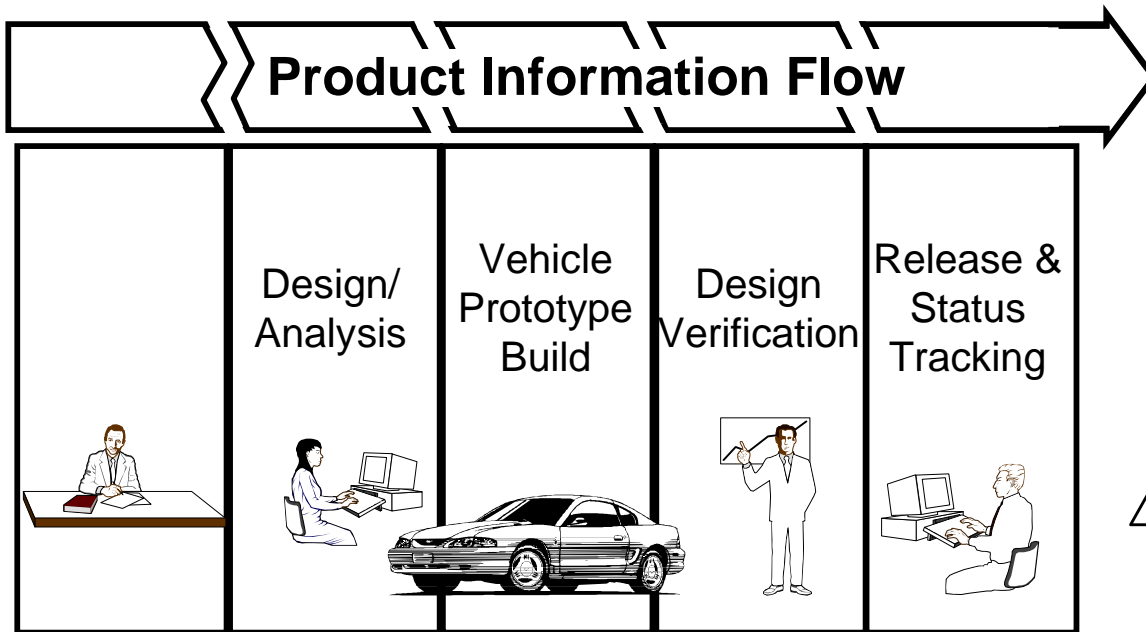 Product Information Flow
Design/
Analysis
Vehicle
Prototype
Build
Design
Verification
Release &
Status
Tracking